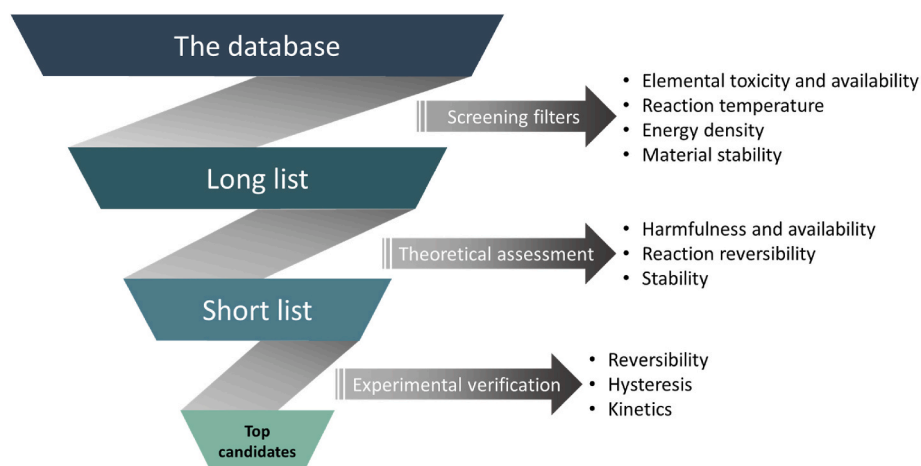 The database
Screening filters
• Elemental toxicity and availability
• Reaction temperature
• Energy density
• Material stability
Long list
Theoretical assessment
• Harmfulness and availability
• Reaction reversibility
• Stability
Short list
Experimental verification
• Reversibility
• Hysteresis
• Kinetics
Top
candidates